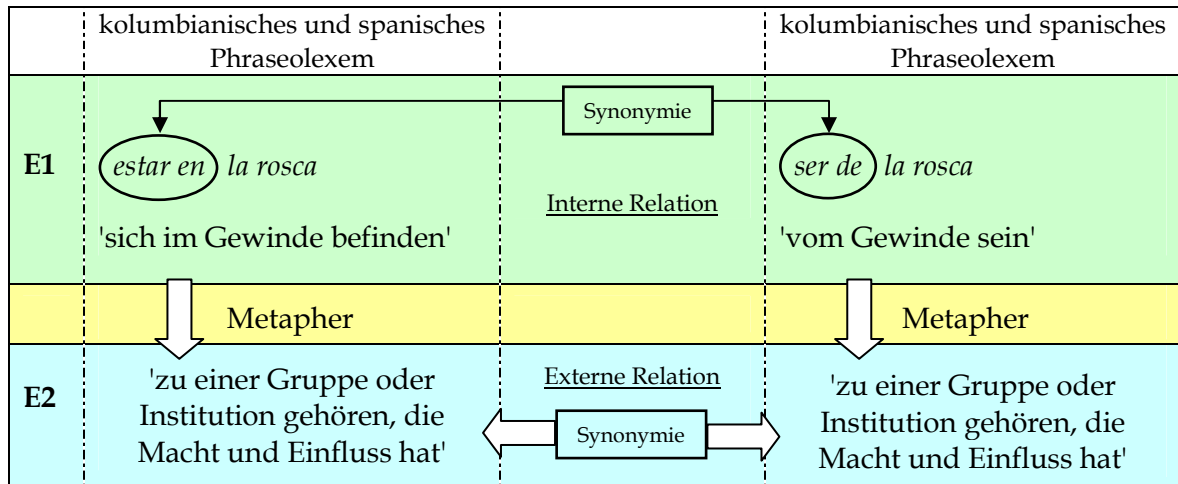 kolumbianisches und spanisches
Phraseolexem
kolumbianisches und spanisches
Phraseolexem
Synonymie
E1
estar en la rosca
ser de la rosca
Interne Relation
'sich im Gewinde befinden'
'vom Gewinde sein'
Metapher
Metapher
E2
'zu einer Gruppe oder
Institution gehören, die
Macht und Einfluss hat'
Externe Relation
Synonymie
'zu einer Gruppe oder
Institution gehören, die
Macht und Einfluss hat'